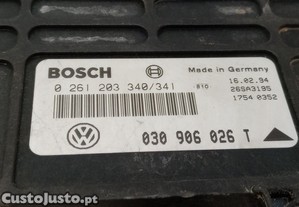 BOSCH
Made in Germany
0 261 203 340/341
16.02.94
26SA3195
1754 0352
030 906 026 T
CustoJusto.pt